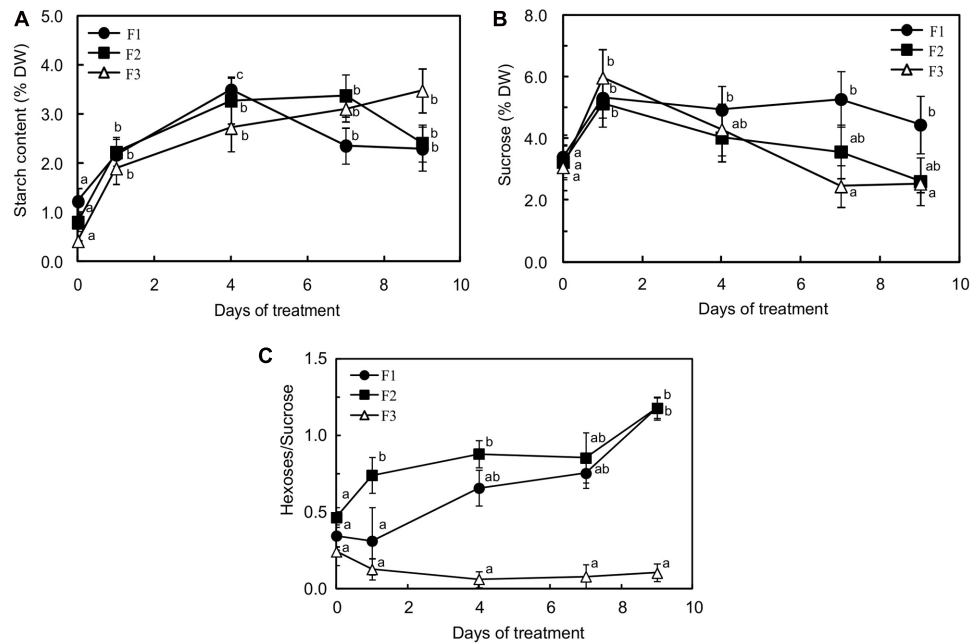 A
Starch content (% DW)
5.0
4.0
3.0
2.0
1.0
0.0
F1
F2
F3
a
a
a
b
b
b
c
b
b
b
b
b
b
b
0
2
4
6
8
10
Days of treatment
B
Sucrose (% DW)
8.0
6.0
4.0
2.0
0.0
F1
F2
F3
a
a
a
b
b
b
b
ab
b
ab
a
b
ab
a
0
2
4
6
8
10
Days of treatment
C
Hexoses/Sucrose
1.5
1.0
0.5
0.0
F1
F2
F3
a
a
a
b
a
a
b
ab
a
ab
ab
a
b
b
a
0
2
4
6
8
10
Days of treatment